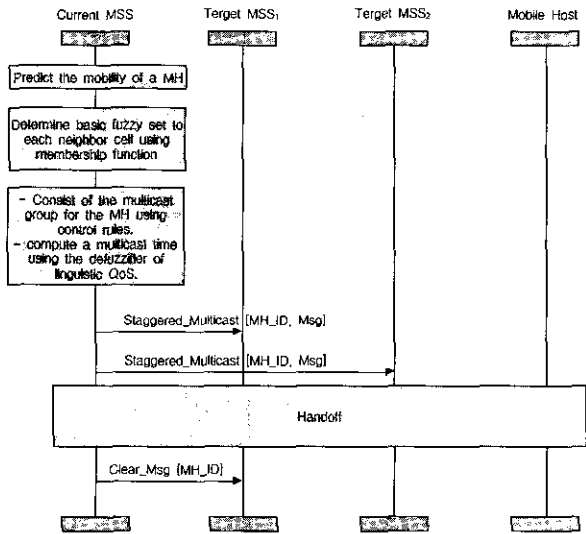 Current MSS
Terget MSS₁
Terget MSS₂
Mobile Host
Predict the mobility of a MH
Determine basic fuzzy set to
each neighbor cell using
membership function
- Consist of the multicast
group for the MH using
control rules.
- compute a multicast time
using the defuzzifier of
linguistic QoS.
Staggered_Multicast [MH_ID, Msg]
Staggered_Multicast [MH_ID, Msg]
Handoff
Clear_Msg [MH_ID]